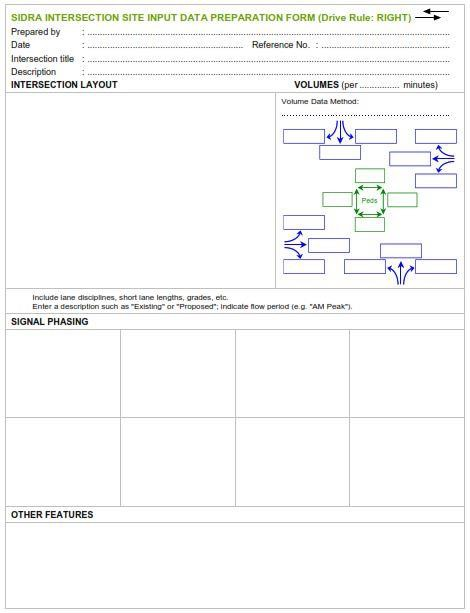 SIDRA INTERSECTION SITE INPUT DATA PREPARATION FORM (Drive Rule: RIGHT)
Prepared by :
Date : Reference No. :
Intersection title :
Description :
INTERSECTION LAYOUT VOLUMES (per ................ minutes)
Volume Data Method:
Peds
Include lane disciplines, short lane lengths, grades, etc.
Enter a description such as "Existing" or "Proposed"; indicate flow period (e.g. "AM Peak").
SIGNAL PHASING
OTHER FEATURES